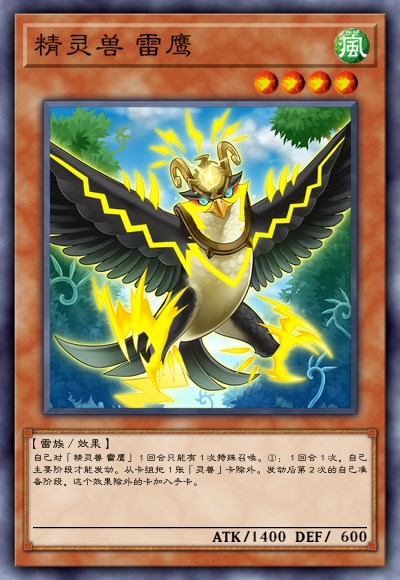 精灵兽 雷鹰
風
【雷族／效果】
自己对「精灵兽 雷鹰」1回合只能有1次特殊召唤。①：1回合1次，自己
主要阶段才能发动。从卡组把1张「灵兽」卡除外。发动后第2次的自己准
备阶段，这个效果除外的卡加入手卡。
ATK/1400 DEF/ 600